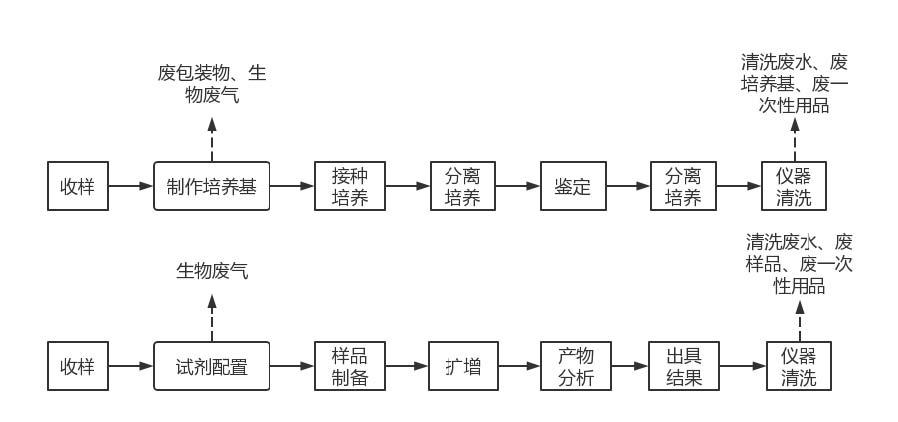 废包装物、生
物废气
清洗废水、废
培养基、废一
次性用品
收样
制作培养基
接种
培养
分离
培养
鉴定
分离
培养
仪器
清洗
生物废气
清洗废水、废
样品、废一次
性用品
收样
试剂配置
样品
制备
扩增
产物
分析
出具
结果
仪器
清洗